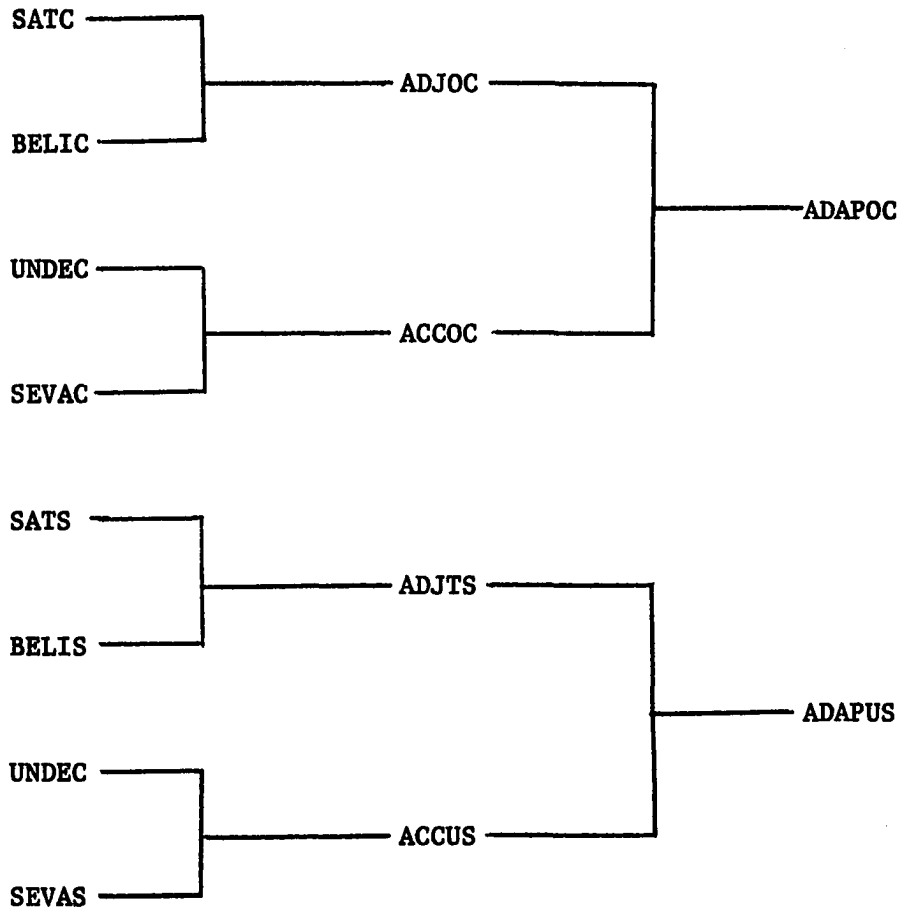 SATC
ADJOC
BELIC
ADAPOC
UNDEC
ACCOC
SEVAC
SATS
ADJTS
BELIS
ADAPUS
UNDEC
ACCUS
SEVAS